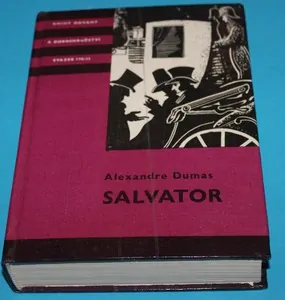 KNIHY ODVAHY
A DOBRODRUŽSTVÍ
SVAZEK
Alexandre Dumas
SALVATOR